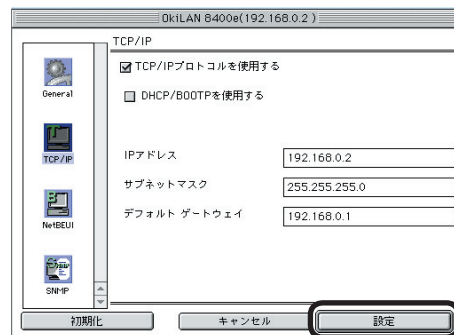 OkiLAN 8400e(192.168.0.2)
TCP/IP
TCP/IPプロトコルを使用する
DHCP/BOOTPを使用する
General
TCP/IP
NetBEUI
SNMP
IPアドレス 192.168.0.2
サブネットマスク 255.255.255.0
デフォルト ゲートウェイ 192.168.0.1
初期化 キャンセル 設定